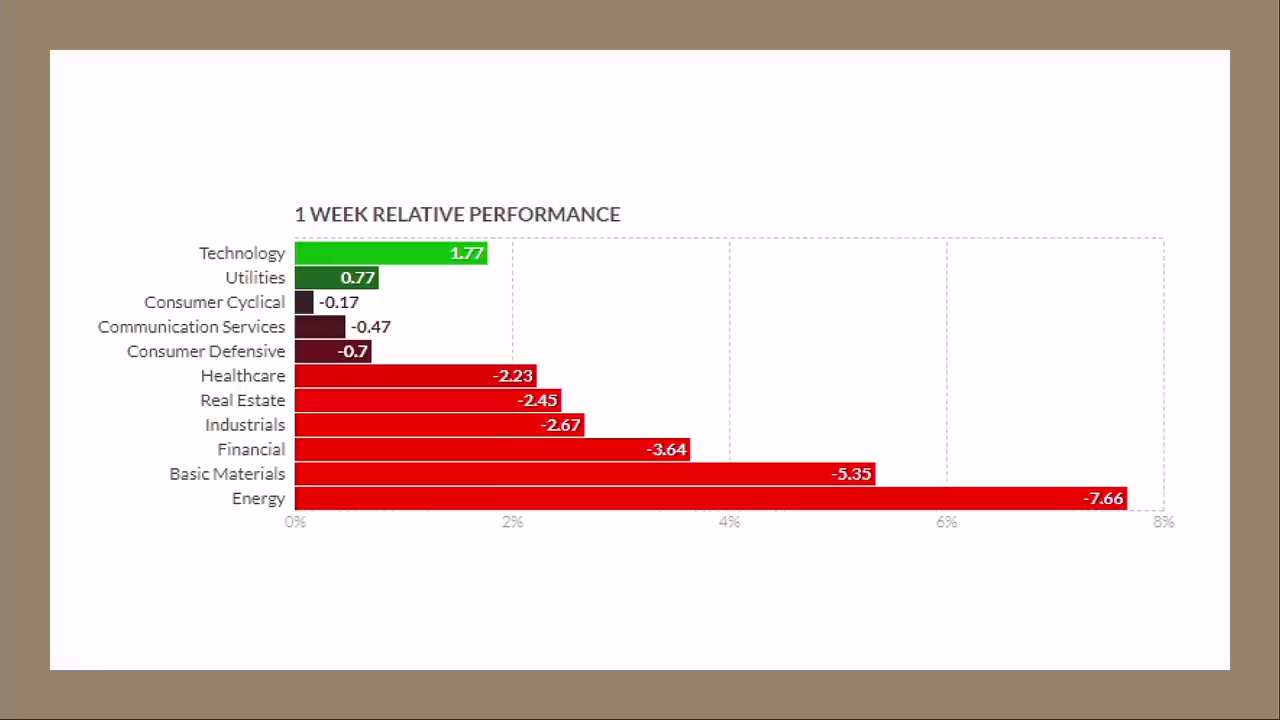 1 WEEK RELATIVE PERFORMANCE
Technology 1.77
Utilities 0.77
Consumer Cyclical -0.17
Communication Services -0.47
Consumer Defensive -0.7
Healthcare -2.23
Real Estate -2.45
Industrials -2.67
Financial -3.64
Basic Materials -5.35
Energy -7.66
0% 2% 4% 6% 8%